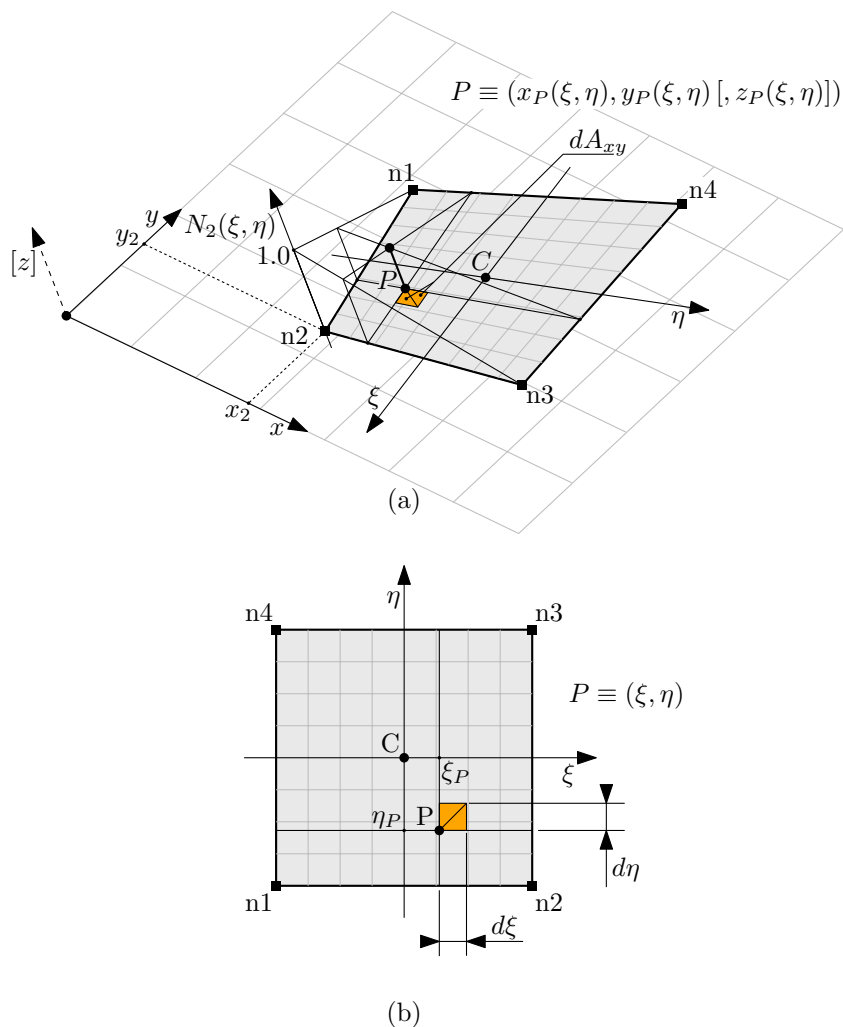 P ≡ (x_P(ξ, η), y_P(ξ, η) [, z_P(ξ, η)])
dA_xy
n1
n4
y
N_2(ξ, η)
y_2
1.0
[z]
C
P
η
n2
ξ
n3
x_2
x
(a)
η
n4
n3
P ≡ (ξ, η)
C
ξ_P
ξ
η_P
P
dη
n1
n2
dξ
(b)